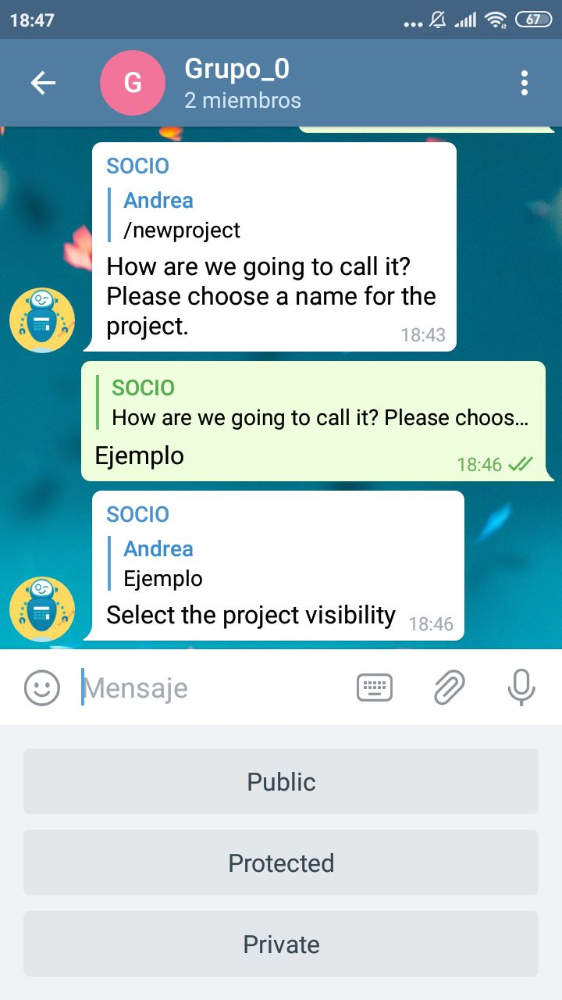 18:47
67
G
Grupo_0
2 miembros
SOCIO
Andrea
/newproject
How are we going to call it?
Please choose a name for the
project.
18:43
SOCIO
How are we going to call it? Please choos...
Ejemplo
18:46
SOCIO
Andrea
Ejemplo
Select the project visibility
18:46
Mensaje
Public
Protected
Private